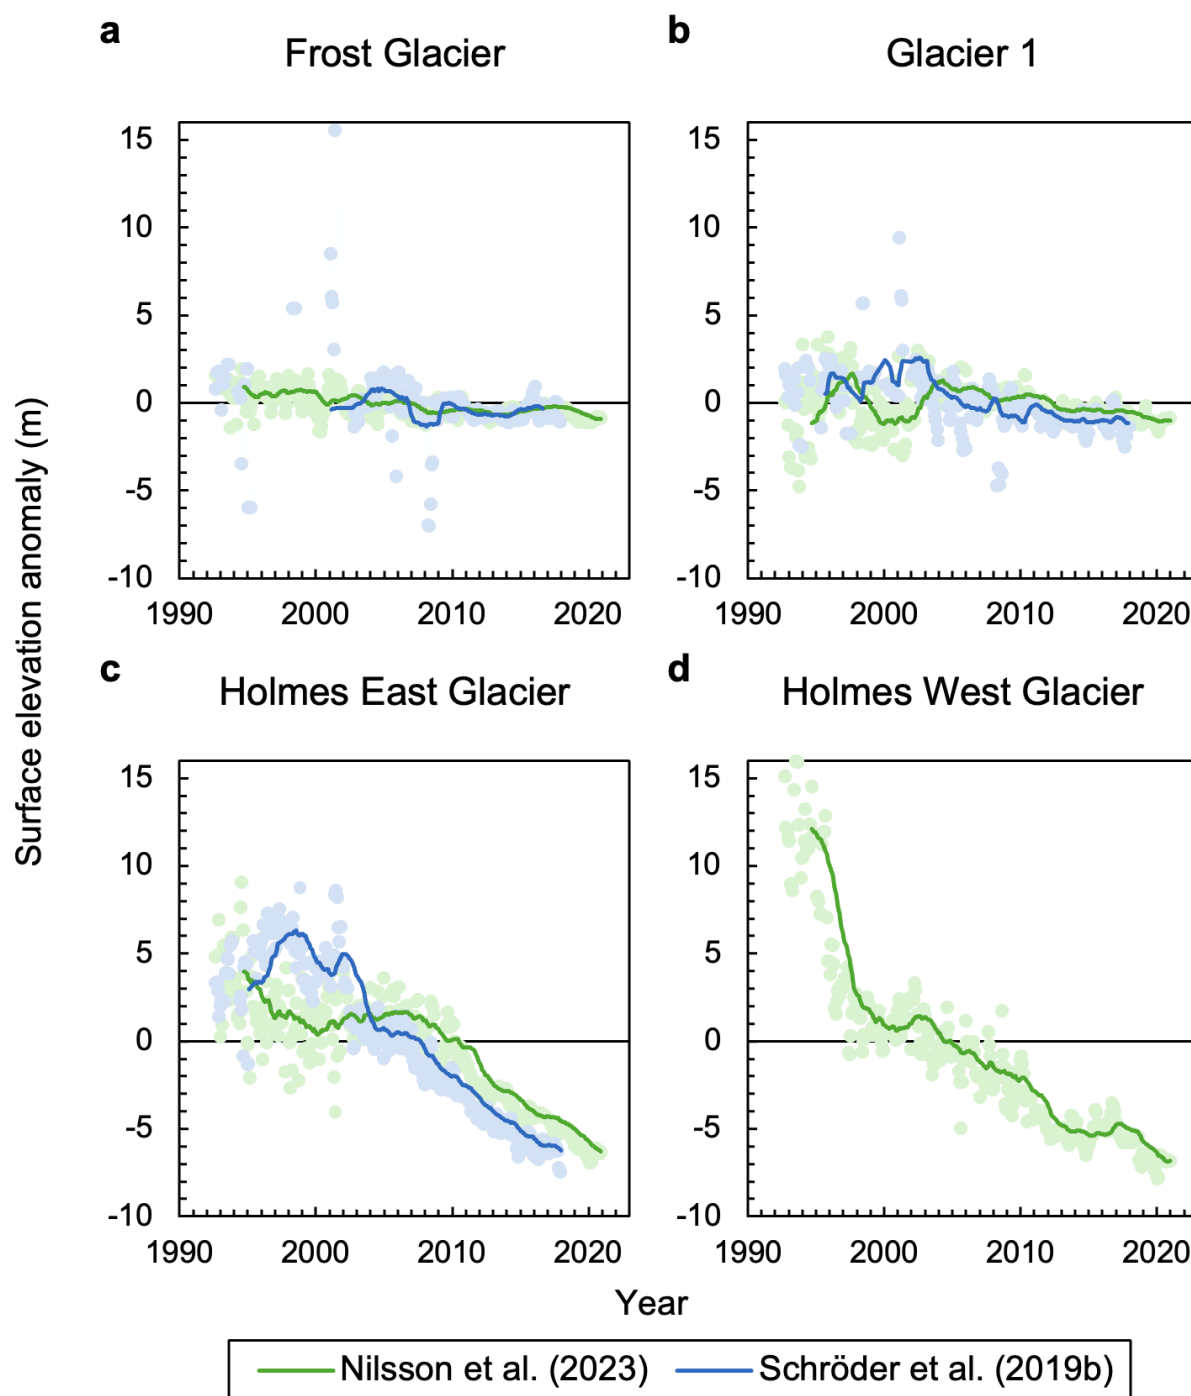 a
Frost Glacier
b
Glacier 1
15
10
5
0
-5
-10
1990 2000 2010 2020
15
10
5
0
-5
-10
1990 2000 2010 2020
Surface elevation anomaly (m)
c
Holmes East Glacier
d
Holmes West Glacier
15
10
5
0
-5
-10
1990 2000 2010 2020
15
10
5
0
-5
-10
1990 2000 2010 2020
Year
Nilsson et al. (2023) Schröder et al. (2019b)